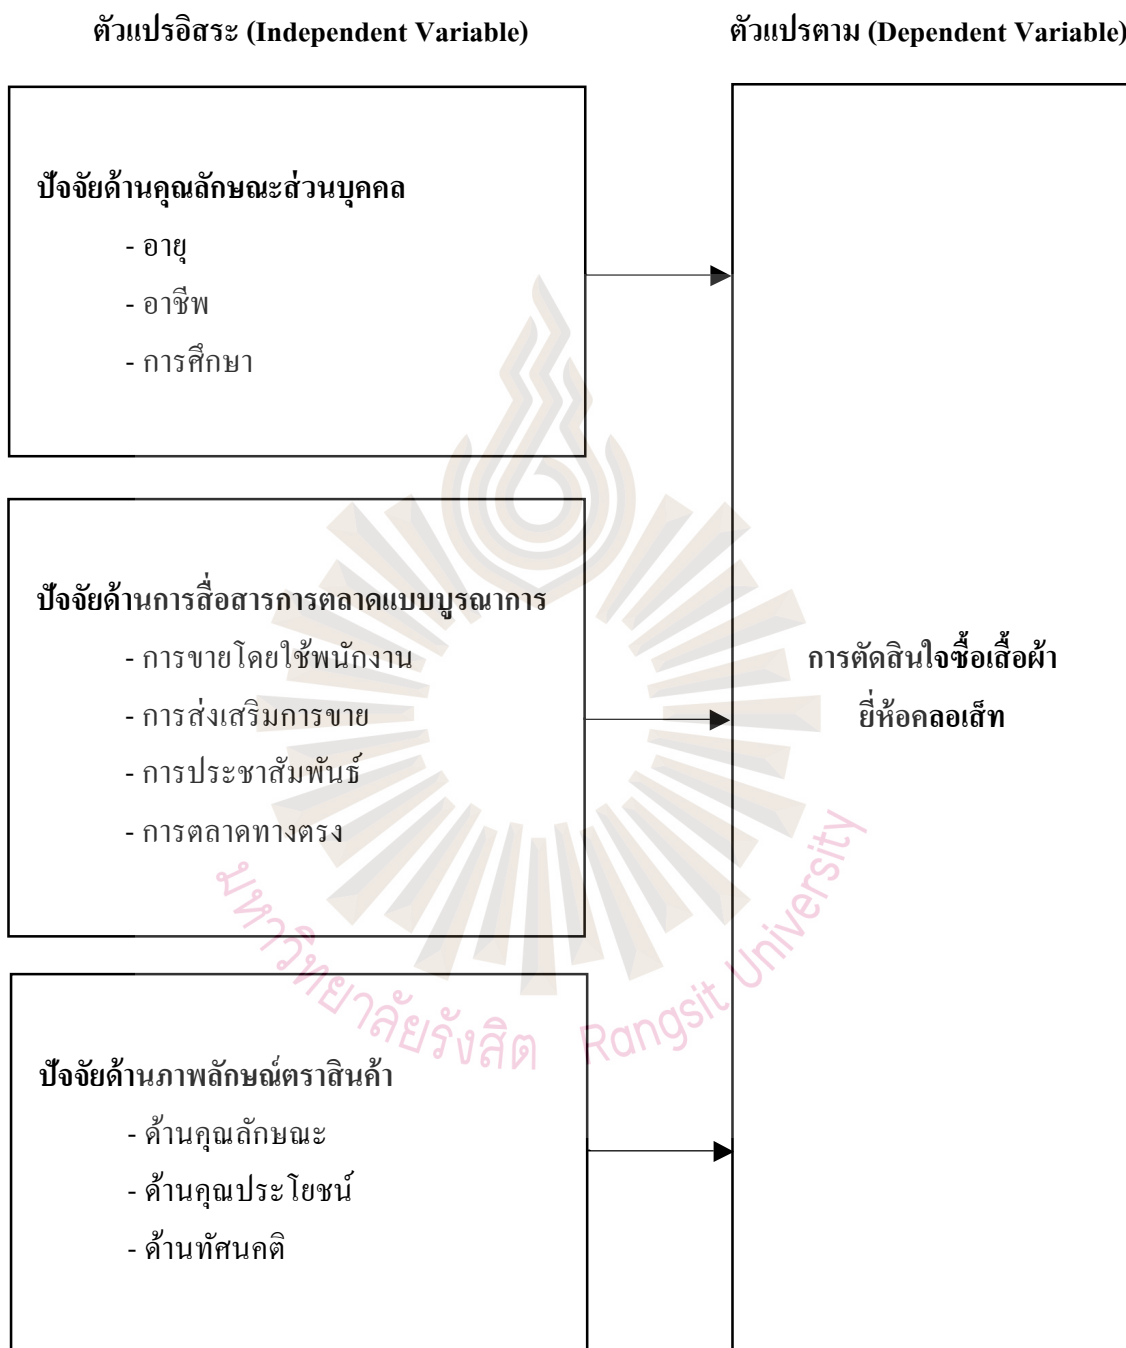 ตัวแปรอิสระ (Independent Variable)
ตัวแปรตาม (Dependent Variable)
ปัจจัยด้านคุณลักษณะส่วนบุคคล
- อายุ
- อาชีพ
- การศึกษา
ปัจจัยด้านการสื่อสารการตลาดแบบบูรณาการ
- การขายโดยใช้พนักงาน
- การส่งเสริมการขาย
- การประชาสัมพันธ์
- การตลาดทางตรง
การตัดสินใจซื้อเสื้อผ้า
ยี่ห้อคลอเส็ท
ปัจจัยด้านภาพลักษณ์ตราสินค้า
- ด้านคุณลักษณะ
- ด้านคุณประโยชน์
- ด้านทัศนคติ
มหาวิทยาลัยรังสิต Rangsit University